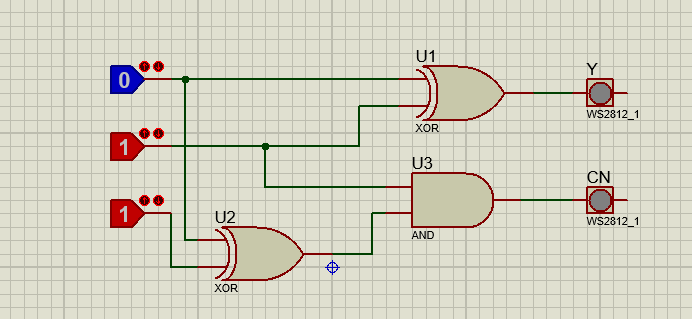 U1
0
Y
XOR
WS2812_1
1
U3
CN
1
U2
WS2812_1
AND
XOR